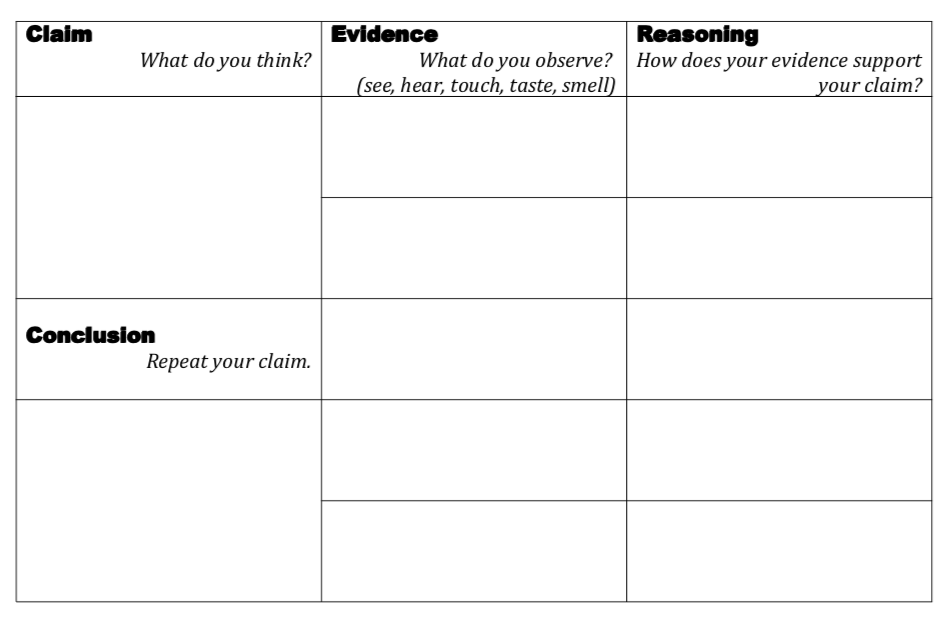 Claim
What do you think?
Evidence
What do you observe?
(see, hear, touch, taste, smell)
Reasoning
How does your evidence support
your claim?
Conclusion
Repeat your claim.